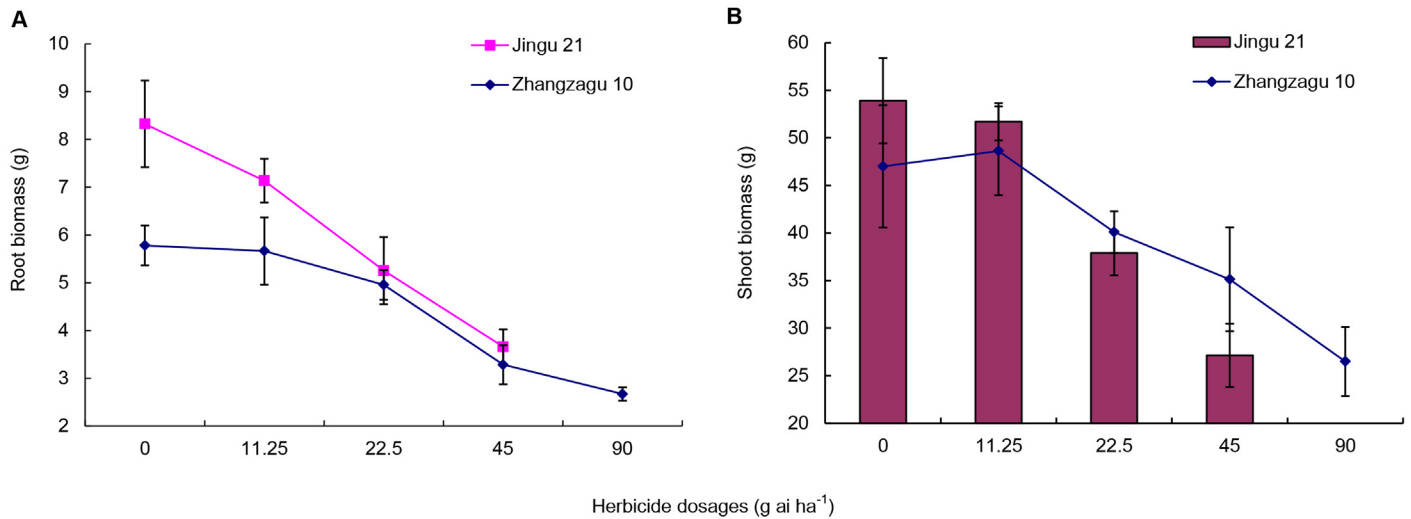 A
10
9
8
7
6
5
4
3
2
Root biomass (g)
Jingu 21
Zhangzagu 10
0 11.25 22.5 45 90
B
60
55
50
45
40
35
30
25
20
Shoot biomass (g)
Jingu 21
Zhangzagu 10
0 11.25 22.5 45 90
Herbicide dosages (g ai ha⁻¹)